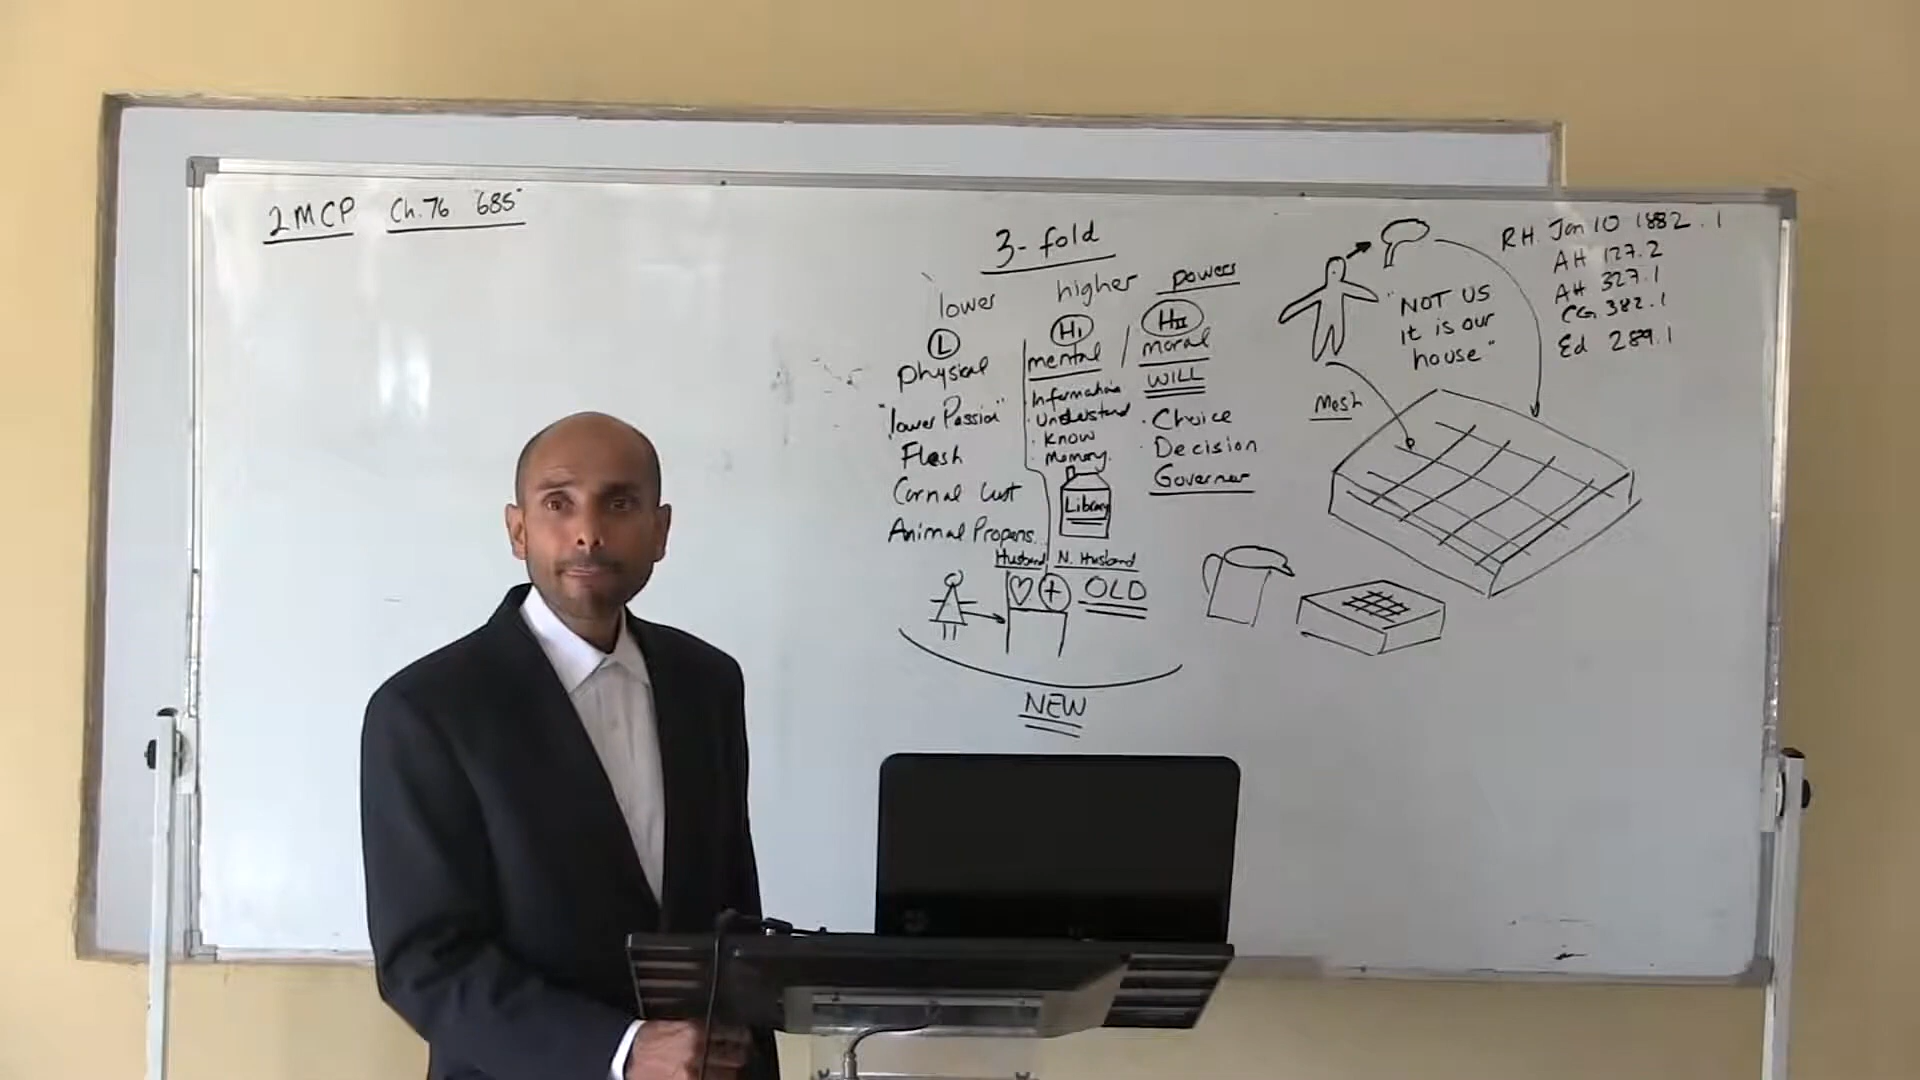 2MCP Ch.76 "685"
3-fold
lower higher powers
L
physical
"lower Passion"
Flesh
Carnal Lust
Animal Propens.
HI
mental
· Information
· Understand
· Know
· Memory.
Library
HII
moral
WILL
· Choice
· Decision
Governer
Husband N. Husband
OLD
NEW
"NOT US
it is our
house"
Mesh
RH. Jan 10 1882 . 1
AH 127.2
AH 327.1
CG 382.1
Ed 289.1